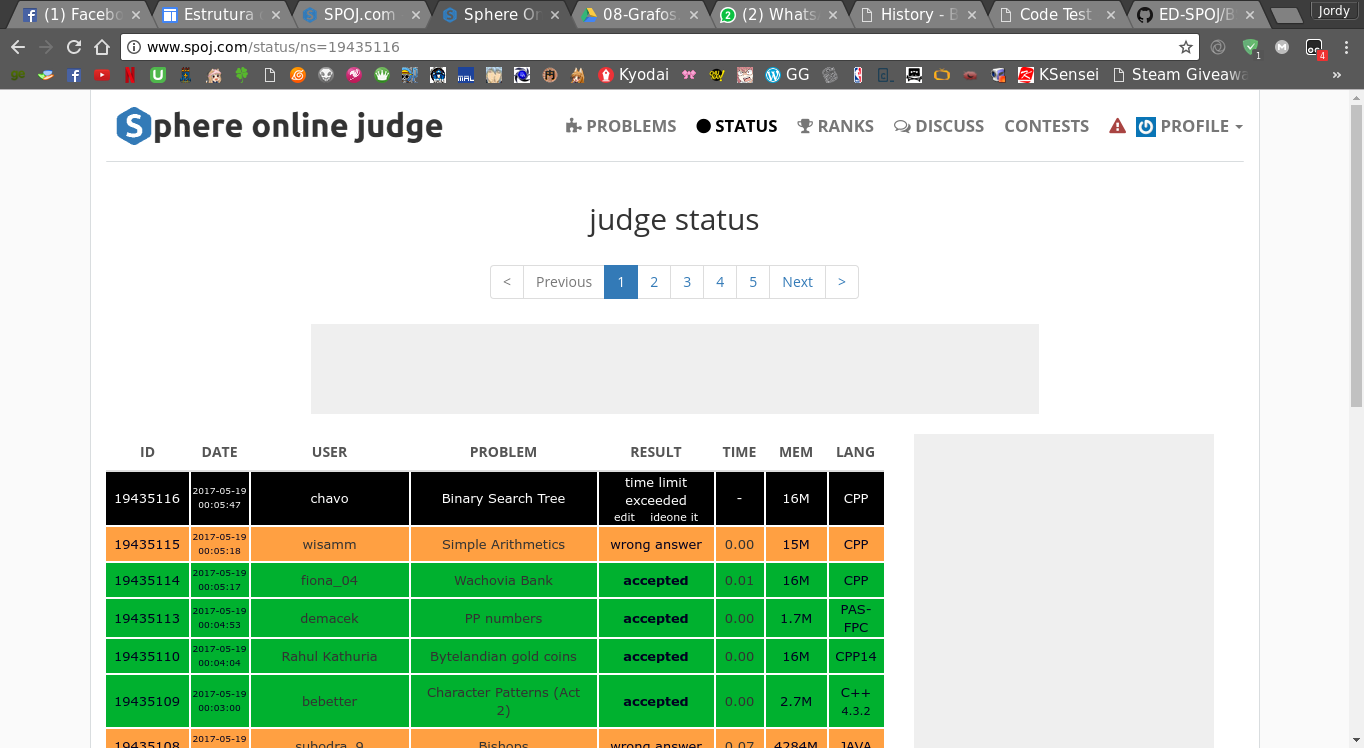 (1) Facebo
Estrutura
SPOJ.com
Sphere On
08-Grafos.
(2) Whats
History - B
Code Test
ED-SPOJ/B
Jordy
www.spoj.com/status/ns=19435116
1
4
Kyodai
GG
KSensei
Steam Giveawa
»
Sphere online judge
PROBLEMS
STATUS
RANKS
DISCUSS
CONTESTS
PROFILE
judge status
< Previous 1 2 3 4 5 Next >
ID DATE USER PROBLEM RESULT TIME MEM LANG
19435116 2017-05-19 00:05:47 chavo Binary Search Tree time limit exceeded edit ideone it - 16M CPP
19435115 2017-05-19 00:05:18 wisamm Simple Arithmetics wrong answer 0.00 15M CPP
19435114 2017-05-19 00:05:17 fiona_04 Wachovia Bank accepted 0.01 16M CPP
19435113 2017-05-19 00:04:53 demacek PP numbers accepted 0.00 1.7M PAS-FPC
19435110 2017-05-19 00:04:04 Rahul Kathuria Bytelandian gold coins accepted 0.00 16M CPP14
19435109 2017-05-19 00:03:00 bebetter Character Patterns (Act 2) accepted 0.00 2.7M C++ 4.3.2
19435108 2017-05-19 subodra_9 Bishops wrong answer 0.07 4284M JAVA